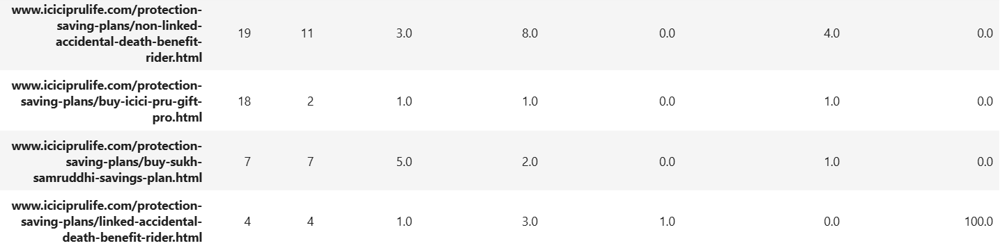 www.iciciprulife.com/protection-
saving-plans/non-linked-
accidental-death-benefit-
rider.html 19 11 3.0 8.0 0.0 4.0 0.0
www.iciciprulife.com/protection-
saving-plans/buy-icici-pru-gift-
pro.html 18 2 1.0 1.0 0.0 1.0 0.0
www.iciciprulife.com/protection-
saving-plans/buy-sukh-
samruddhi-savings-plan.html 7 7 5.0 2.0 0.0 1.0 0.0
www.iciciprulife.com/protection-
saving-plans/linked-accidental-
death-benefit-rider.html 4 4 1.0 3.0 1.0 0.0 100.0